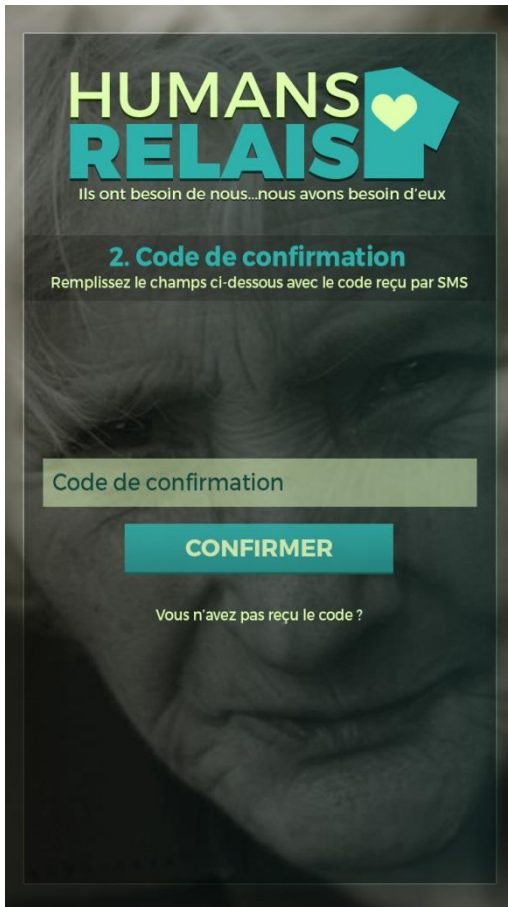 HUMANS
RELAIS
Ils ont besoin de nous...nous avons besoin d'eux
2. Code de confirmation
Remplissez le champs ci-dessous avec le code reçu par SMS
Code de confirmation
CONFIRMER
Vous n'avez pas reçu le code ?